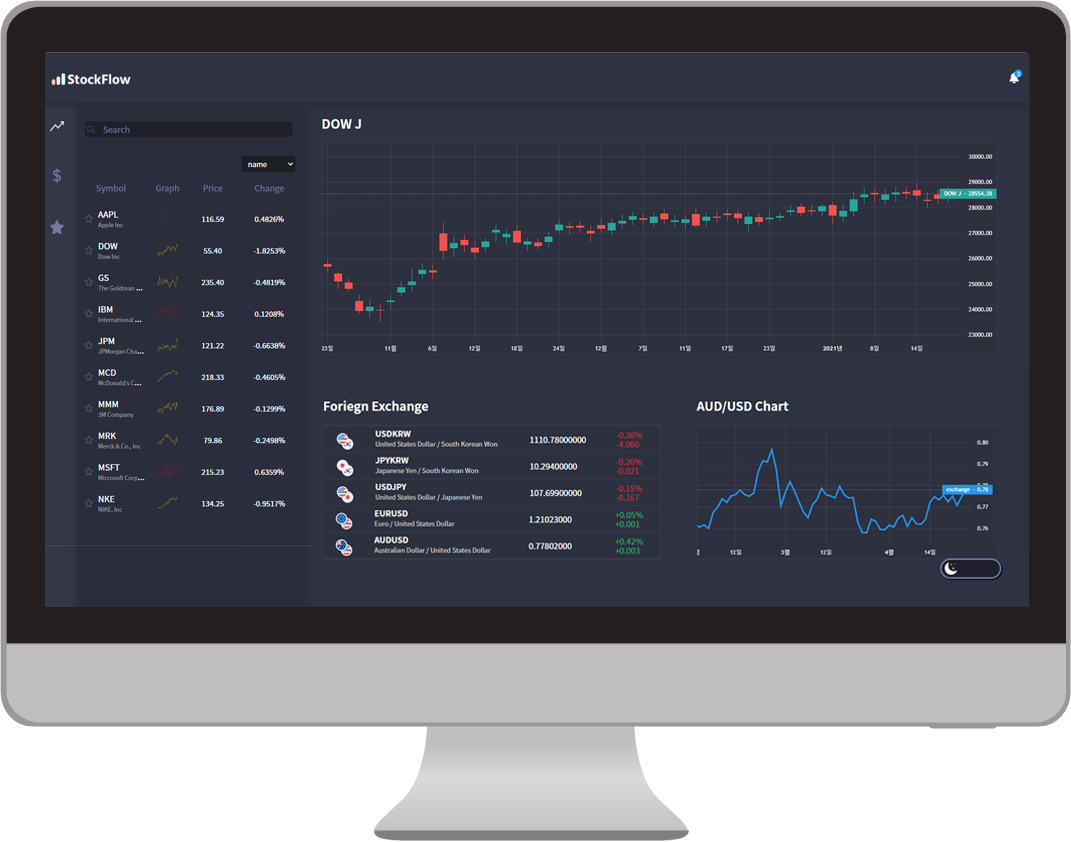 StockFlow
3
Search
name
Symbol Graph Price Change
AAPL
Apple Inc
116.59 0.4826%
DOW
Dow Inc
55.40 -1.8253%
GS
The Goldman ...
235.40 -0.4819%
IBM
International ...
124.35 0.1208%
JPM
JPMorgan Cha...
121.22 -0.6638%
MCD
McDonald's C...
218.33 -0.4605%
MMM
3M Company
176.89 -0.1299%
MRK
Merck & Co., Inc
79.86 -0.2498%
MSFT
Microsoft Corp...
215.23 0.6359%
NKE
NIKE, Inc
134.25 -0.9517%
DOW J
30000.00
29000.00
DOW J - 28554.38
28000.00
27000.00
26000.00
25000.00
24000.00
23000.00
23일 11월 6일 12일 18일 24일 12월 7일 11일 17일 23일 2021년 8일 14일
Foriegn Exchange
USDKRW
United States Dollar / South Korean Won
1110.78000000
-0.36%
-4.060
JPYKRW
Japanese Yen / South Korean Won
10.29400000
-0.20%
-0.021
USDJPY
United States Dollar / Japanese Yen
107.69900000
-0.15%
-0.167
EURUSD
Euro / United States Dollar
1.21023000
+0.05%
+0.001
AUDUSD
Australian Dollar / United States Dollar
0.77802000
+0.42%
+0.003
AUD/USD Chart
0.80
0.79
exchange - 0.78
0.77
0.76
12일 3월 12일 4월 14일